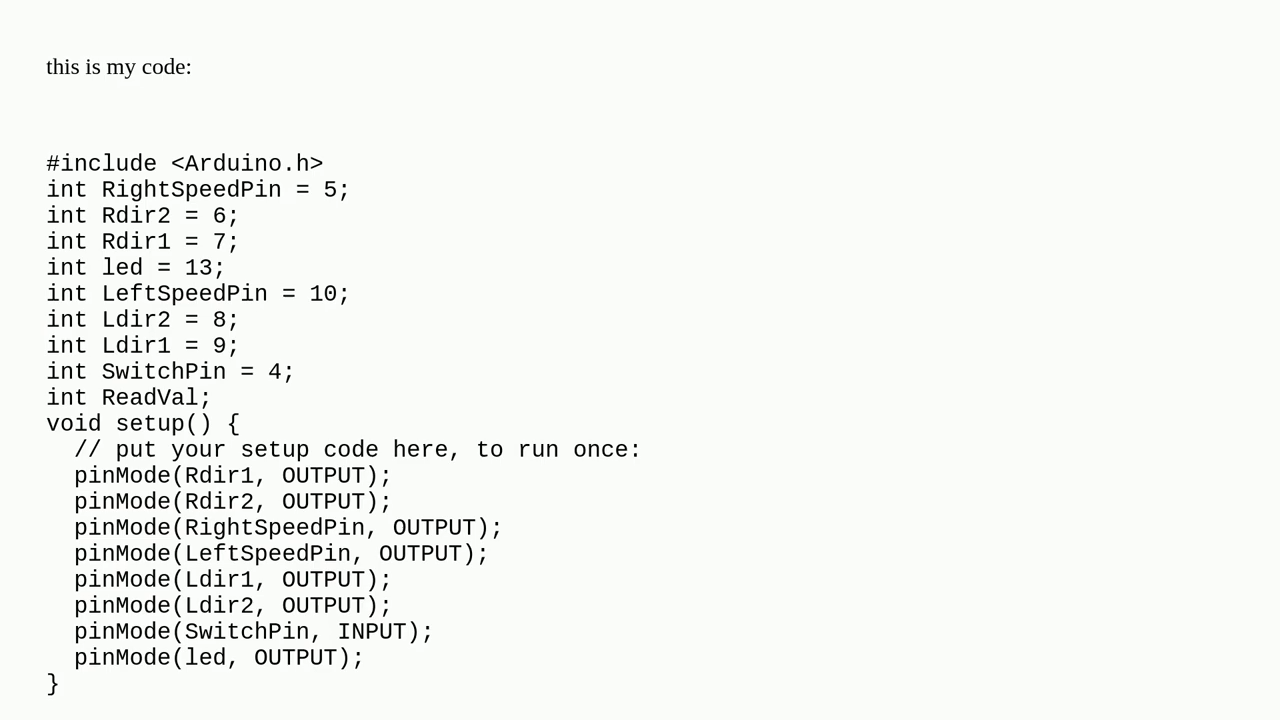 this is my code:
#include <Arduino.h>
int RightSpeedPin = 5;
int Rdir2 = 6;
int Rdir1 = 7;
int led = 13;
int LeftSpeedPin = 10;
int Ldir2 = 8;
int Ldir1 = 9;
int SwitchPin = 4;
int ReadVal;
void setup() {
  // put your setup code here, to run once:
  pinMode(Rdir1, OUTPUT);
  pinMode(Rdir2, OUTPUT);
  pinMode(RightSpeedPin, OUTPUT);
  pinMode(LeftSpeedPin, OUTPUT);
  pinMode(Ldir1, OUTPUT);
  pinMode(Ldir2, OUTPUT);
  pinMode(SwitchPin, INPUT);
  pinMode(led, OUTPUT);
}